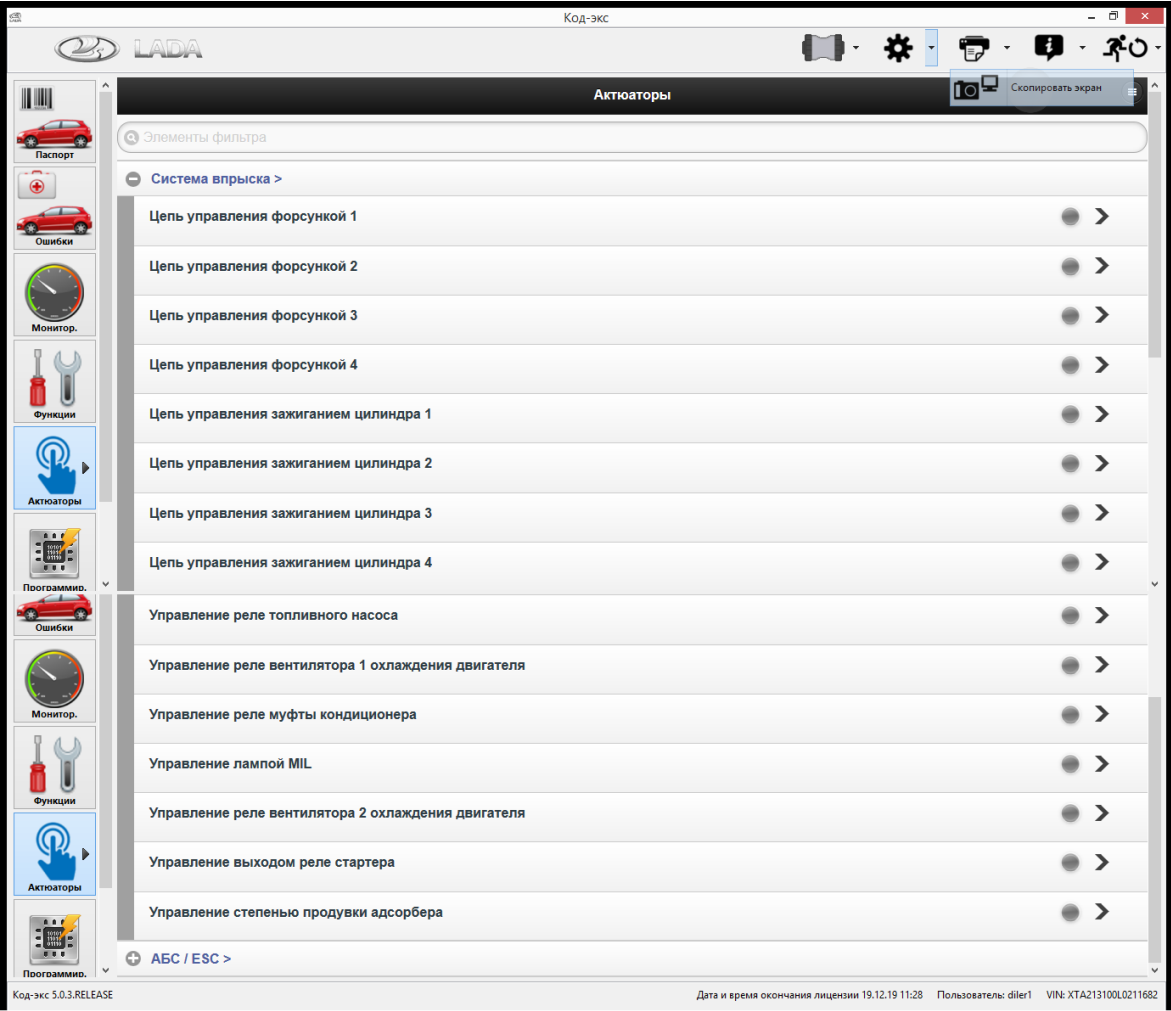 Код-экс
LADA
Скопировать экран
Актюаторы
Элементы фильтра
Паспорт
Ошибки
Монитор.
Функции
Актюаторы
Программир.
Система впрыска >
Цепь управления форсункой 1
Цепь управления форсункой 2
Цепь управления форсункой 3
Цепь управления форсункой 4
Цепь управления зажиганием цилиндра 1
Цепь управления зажиганием цилиндра 2
Цепь управления зажиганием цилиндра 3
Цепь управления зажиганием цилиндра 4
Ошибки
Монитор.
Функции
Актюаторы
Программир.
Управление реле топливного насоса
Управление реле вентилятора 1 охлаждения двигателя
Управление реле муфты кондиционера
Управление лампой MIL
Управление реле вентилятора 2 охлаждения двигателя
Управление выходом реле стартера
Управление степенью продувки адсорбера
АБС / ESC >
Код-экс 5.0.3.RELEASE
Дата и время окончания лицензии 19.12.19 11:28 Пользователь: diler1 VIN: XTA213100L0211682